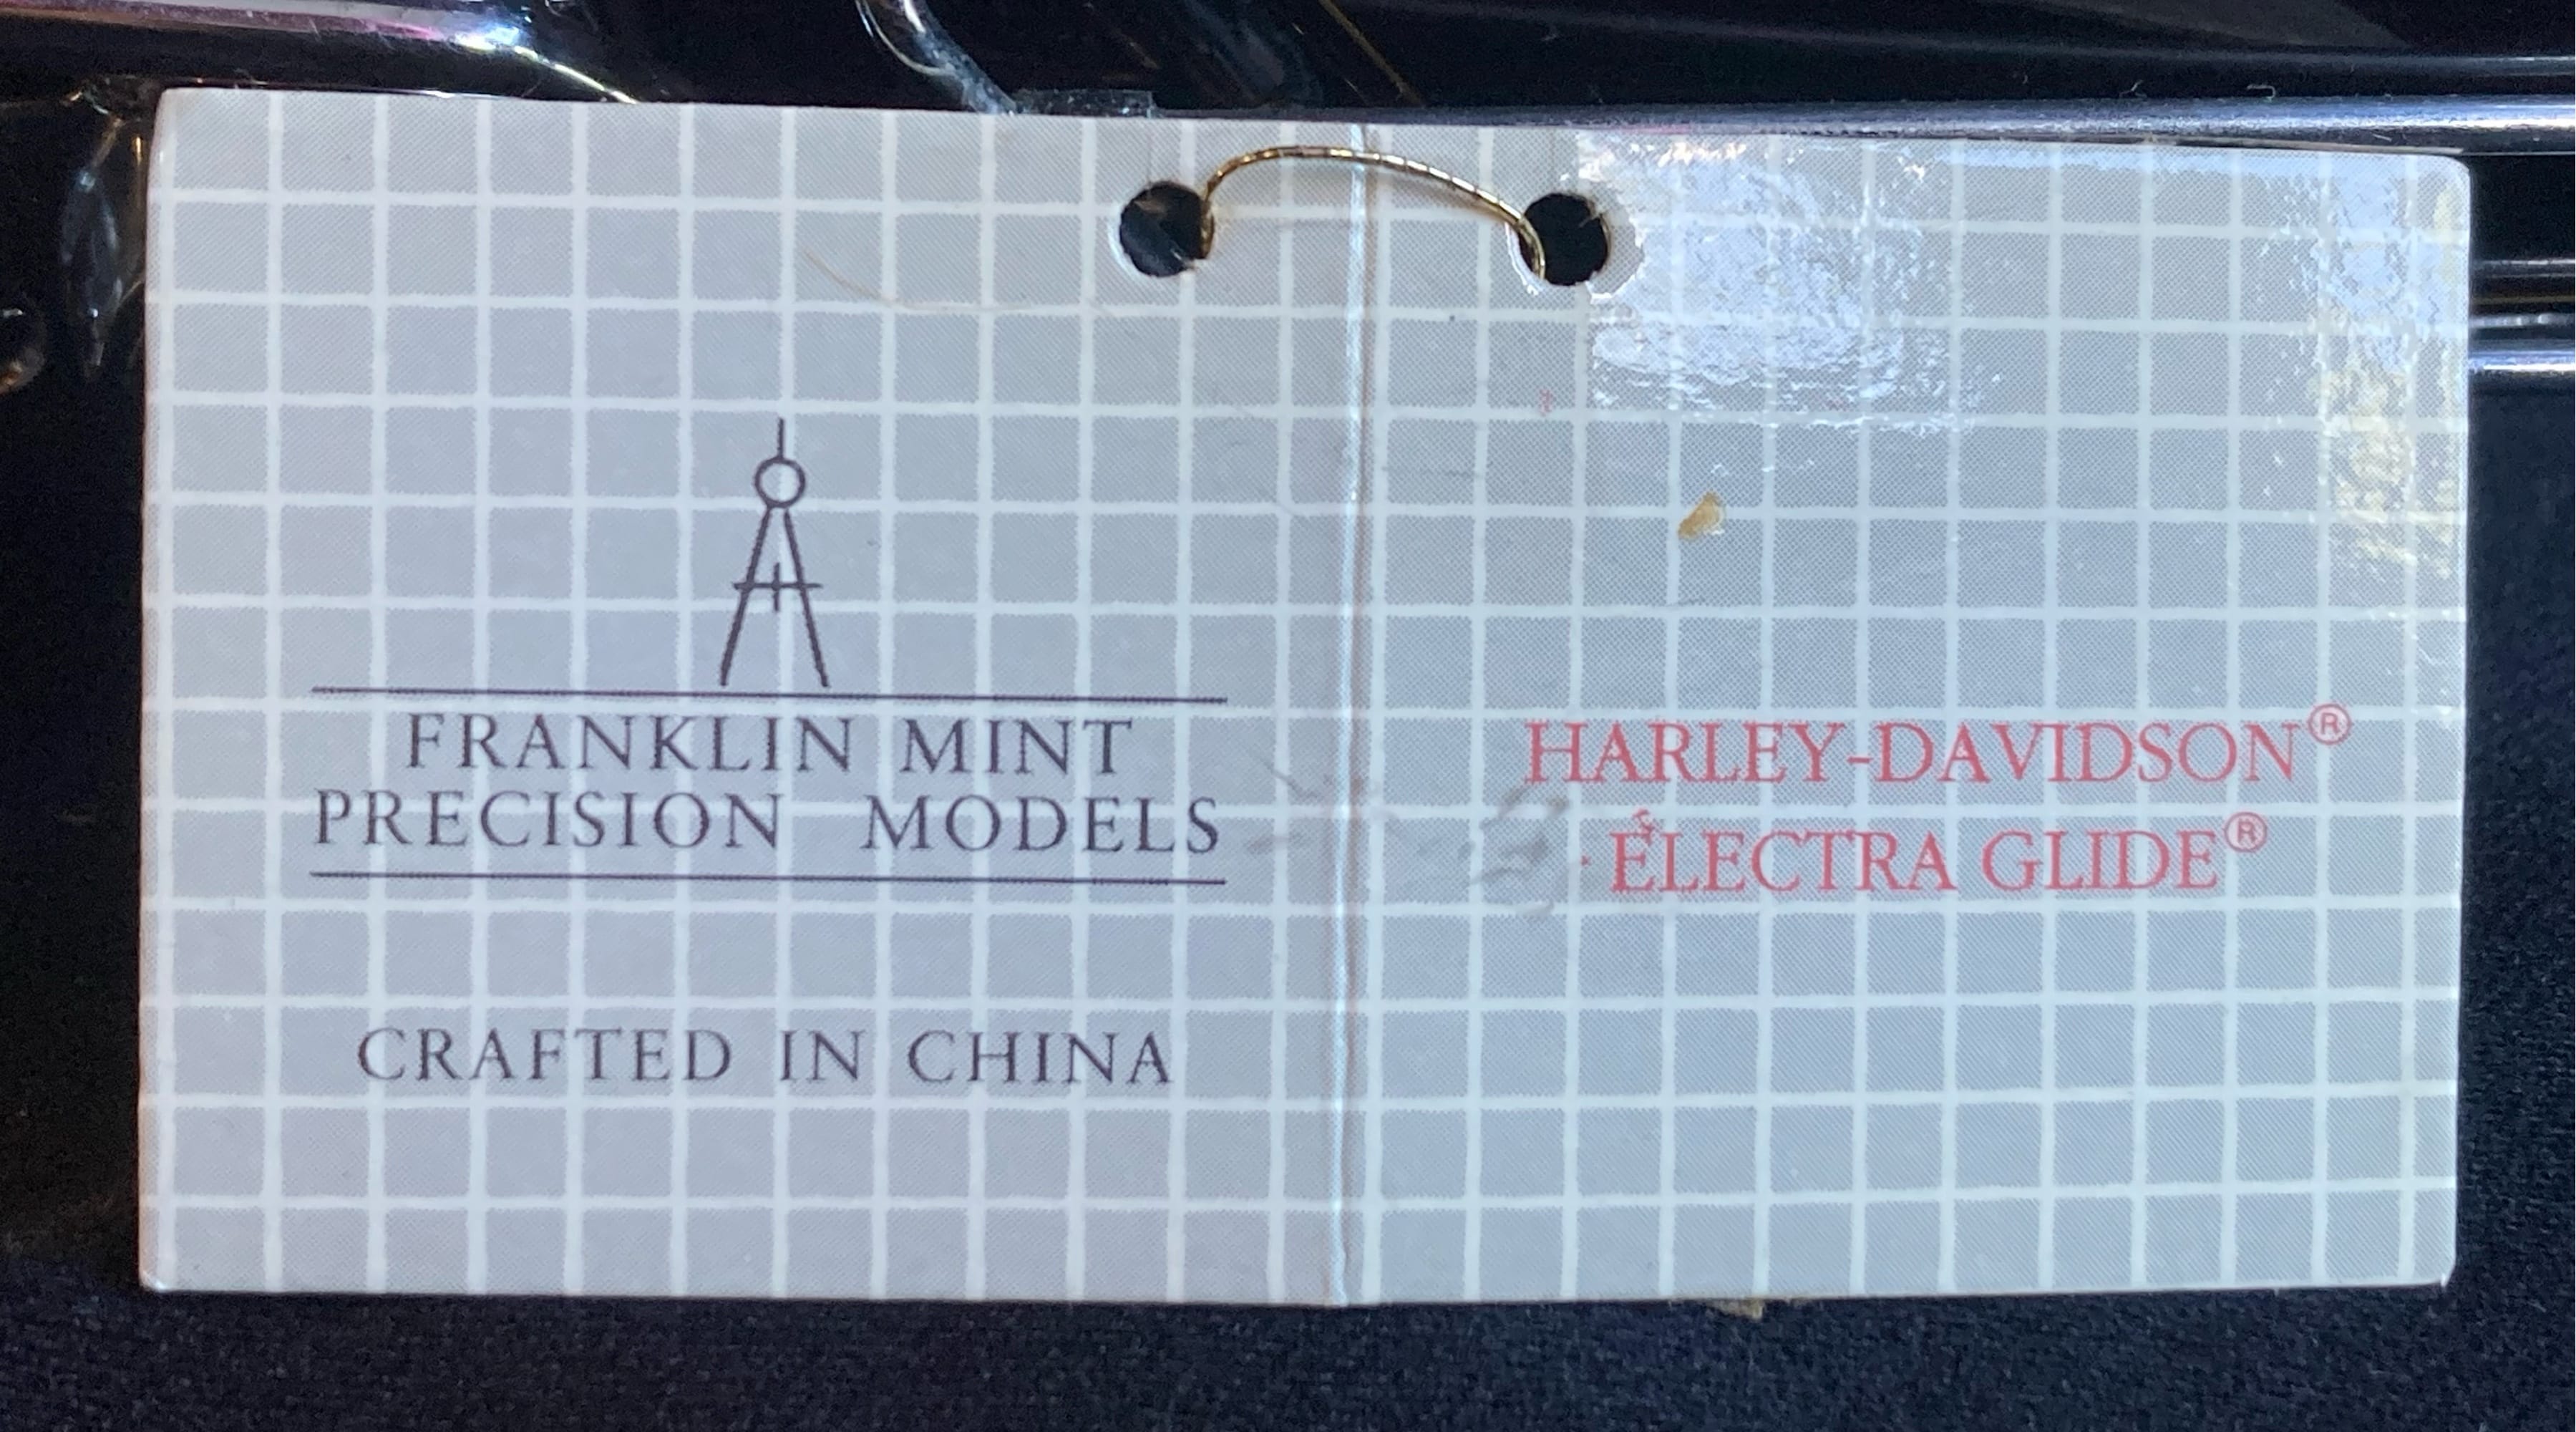 FRANKLIN MINT
PRECISION MODELS
CRAFTED IN CHINA
HARLEY-DAVIDSON®
ELECTRA GLIDE®